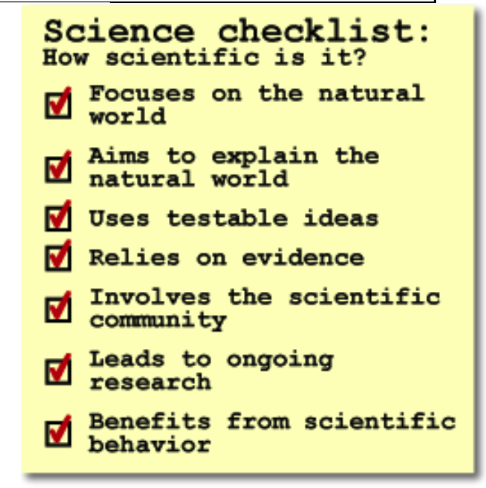 Science checklist:
How scientific is it?
Focuses on the natural
world
Aims to explain the
natural world
Uses testable ideas
Relies on evidence
Involves the scientific
community
Leads to ongoing
research
Benefits from scientific
behavior